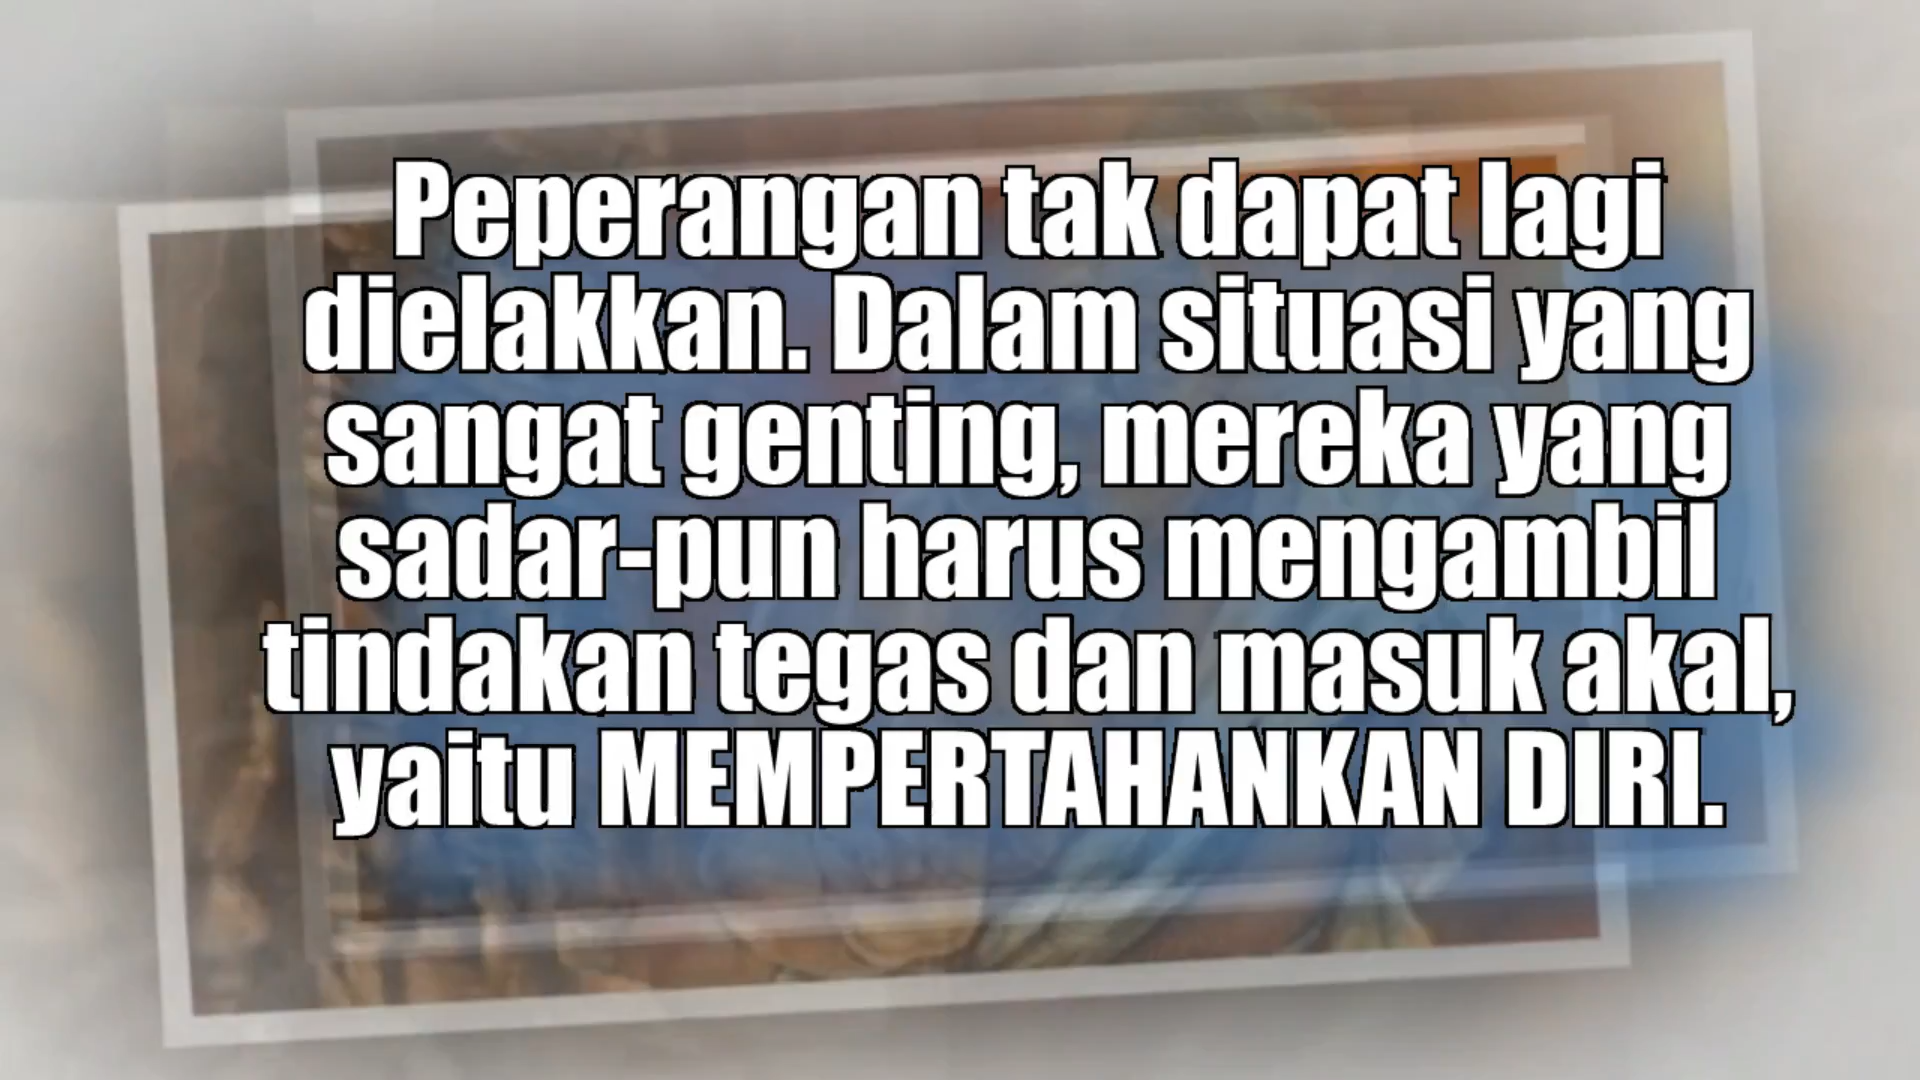 Peperangan tak dapat lagi
dielakkan. Dalam situasi yang
sangat genting, mereka yang
sadar-pun harus mengambil
tindakan tegas dan masuk akal,
yaitu MEMPERTAHANKAN DIRI.